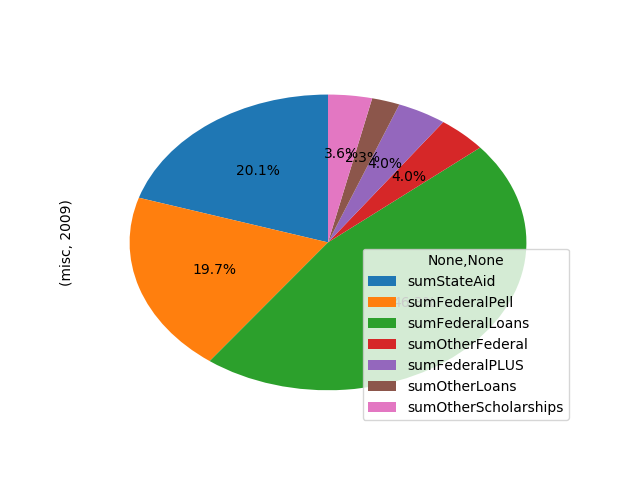 3.6%
2.3%
4.0%
4.0%
20.1%
19.7%
(misc, 2009)
None,None
sumStateAid
sumFederalPell
sumFederalLoans
sumOtherFederal
sumFederalPLUS
sumOtherLoans
sumOtherScholarships